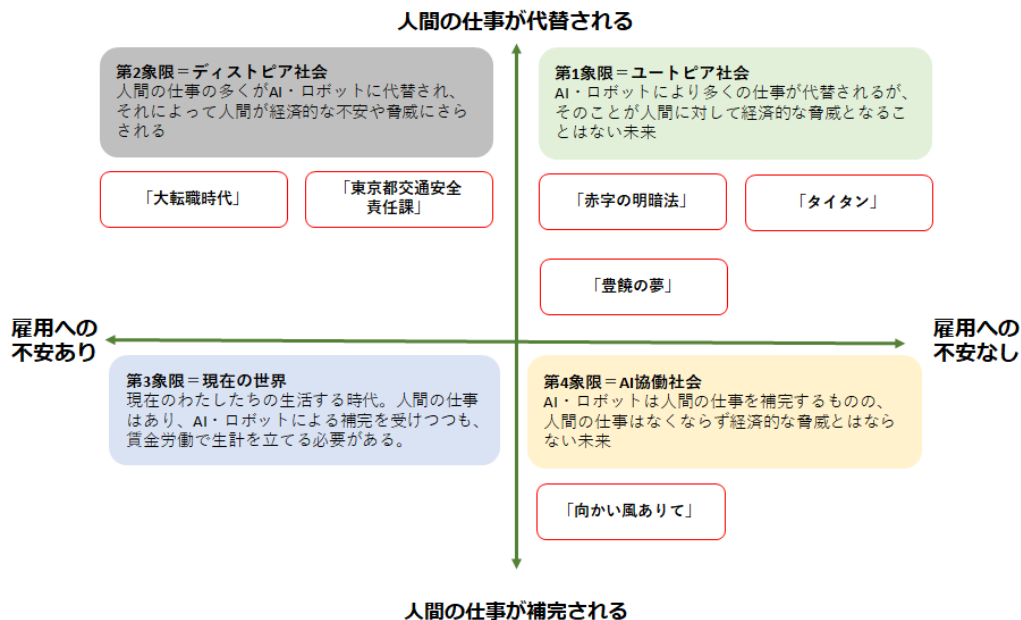 人間の仕事が代替される
第2象限＝ディストピア社会
人間の仕事の多くがAI・ロボットに代替され、
それによって人間が経済的な不安や脅威にさら
される
第1象限＝ユートピア社会
AI・ロボットにより多くの仕事が代替されるが、
そのことが人間に対して経済的な脅威となるこ
とはない未来
「大転職時代」
「東京都交通安全
責任課」
「赤字の明暗法」
「タイタン」
「豊饒の夢」
雇用への
不安あり
雇用への
不安なし
第3象限＝現在の世界
現在のわたしたちの生活する時代。人間の仕事
はあり、AI・ロボットによる補完を受けつつも、
賃金労働で生計を立てる必要がある。
第4象限＝AI協働社会
AI・ロボットは人間の仕事を補完するものの、
人間の仕事はなくならず経済的な脅威とはなら
ない未来
「向かい風ありて」
人間の仕事が補完される